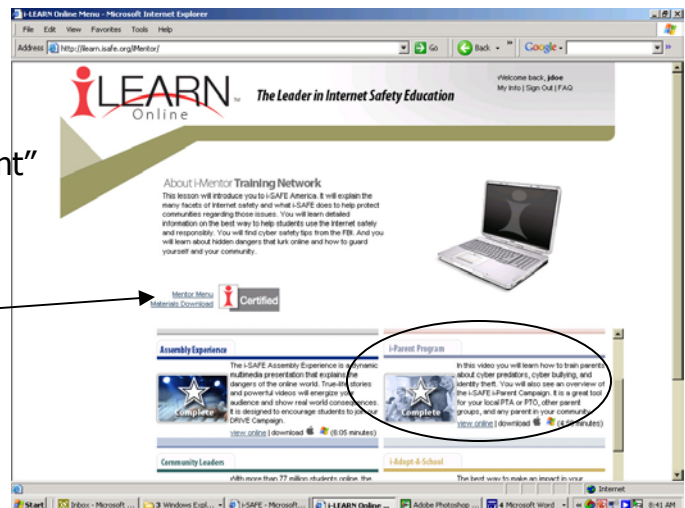 i-LEARN Online Menu - Microsoft Internet Explorer
File Edit View Favorites Tools Help
Address http://ilearn.isafe.org/iMentor/ Go Back Google
iLEARN
Online
The Leader in Internet Safety Education
Welcome back, jdoe
My Info | Sign Out | FAQ
nt”
About i-Mentor Training Network
This lesson will introduce you to i-SAFE America. It will explain the
many facets of Internet safety and what i-SAFE does to help protect
communities regarding those issues. You will learn detailed
information on the best way to help students use the Internet safely
and responsibly. You will find cyber safety tips from the FBI. And you
will learn about hidden dangers that lurk online and how to guard
yourself and your community.
Mentor Menu
Materials Download
i Certified
Assembly Experience
The i-SAFE Assembly Experience is a dynamic
multimedia presentation that explains the
dangers of the online world. True-life stories
and powerful videos will energize your
audience and show real world consequences.
It is designed to encourage students to join our
DRIVE Campaign.
Complete
view online | download (6:05 minutes)
i-Parent Program
In this video you will learn how to train parents
about cyber predators, cyber bullying, and
identity theft. You will also see an overview of
the i-SAFE i-Parent Campaign. It is a great tool
for your local PTA or PTO, other parent
groups, and any parent in your community.
Complete
view online | download minutes)
Community Leaders
With more than 77 million students online, the
i-Adopt-A-School
The best way to make an impact in your
Internet
Start Inbox - Microsoft ... 3 Windows Expl... i-SAFE - Microsoft... i-LEARN Online ... Adobe Photoshop ... 4 Microsoft Word 8:41 AM